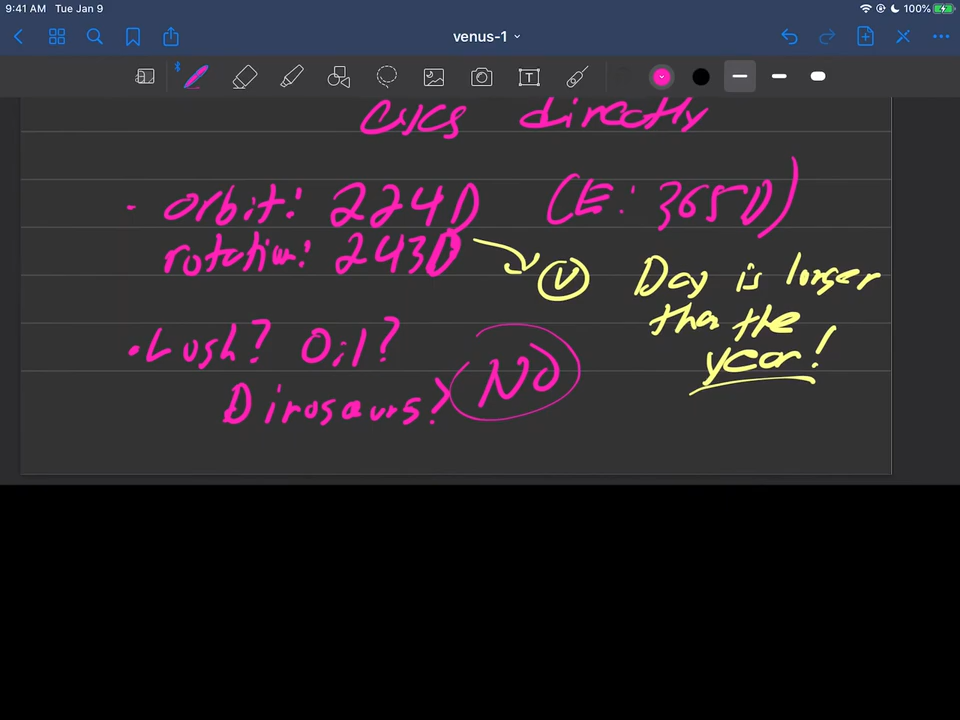 9:41 AM Tue Jan 9
100%
venus-1
T
directly
· orbit: 224D (E: 365D)
rotation: 243D
V Day is longer
than the
year!
· Lush? Oil?
Dinosaurs? NO